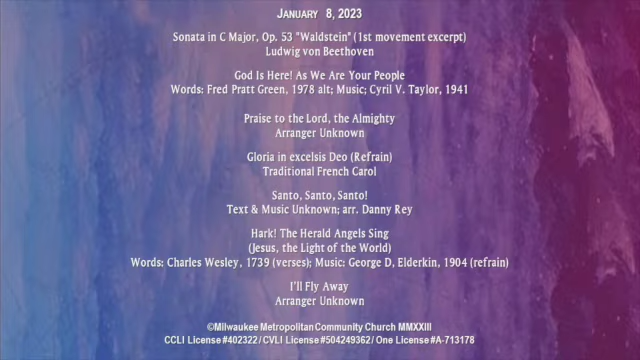 JANUARY 8, 2023
Sonata in C Major, Op. 53 "Waldstein" (1st movement excerpt)
Ludwig von Beethoven
God Is Here! As We Are Your People
Words: Fred Pratt Green, 1978 alt; Music; Cyril V. Taylor, 1941
Praise to the Lord, the Almighty
Arranger Unknown
Gloria in excelsis Deo (Refrain)
Traditional French Carol
Santo, Santo, Santo!
Text & Music Unknown; arr. Danny Rey
Hark! The Herald Angels Sing
(Jesus, the Light of the World)
Words: Charles Wesley, 1739 (verses); Music: George D, Elderkin, 1904 (refrain)
I'll Fly Away
Arranger Unknown
©Milwaukee Metropolitan Community Church MMXXIII
CCLI License #402322 / CVLI License #504249362 / One License #A-713178